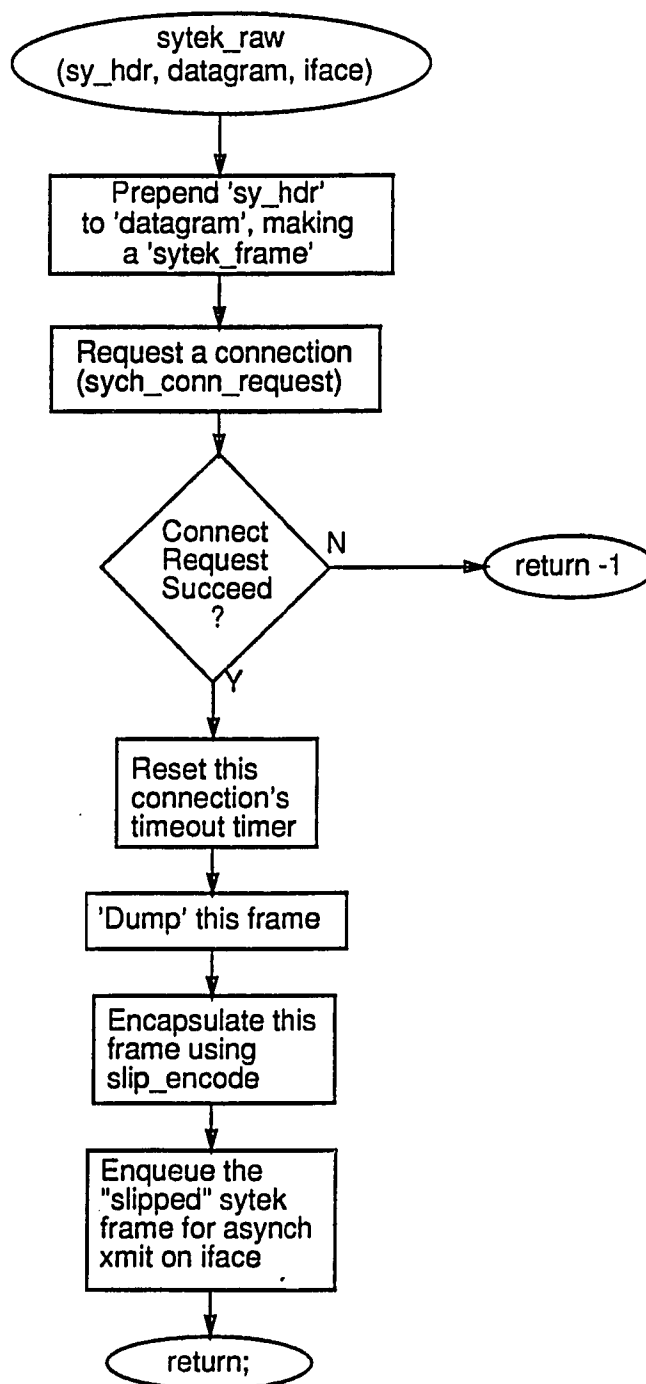 sytek_raw
(sy_hdr, datagram, iface)
Prepend 'sy_hdr'
to 'datagram', making
a 'sytek_frame'
Request a connection
(sych_conn_request)
Connect
Request
Succeed
?
N
return -1
Y
Reset this
connection's
timeout timer
'Dump' this frame
Encapsulate this
frame using
slip_encode
Enqueue the
"slipped" sytek
frame for asynch
xmit on iface
return;